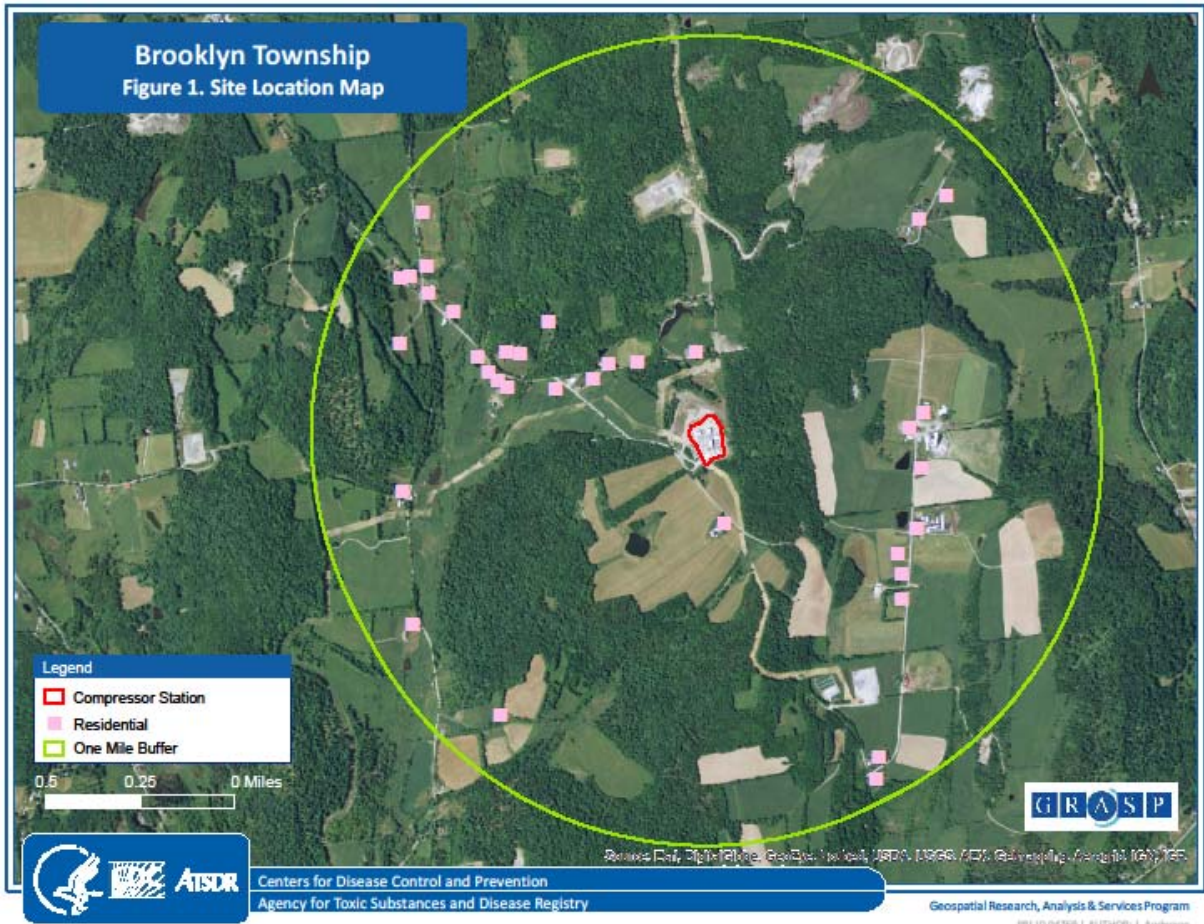 Brooklyn Township
Figure 1. Site Location Map
Legend
Compressor Station
Residential
One Mile Buffer
0.5 0.25 0 Miles
GRASP
CDC ATSDR
Centers for Disease Control and Prevention
Agency for Toxic Substances and Disease Registry
Geospatial Research, Analysis & Services Program